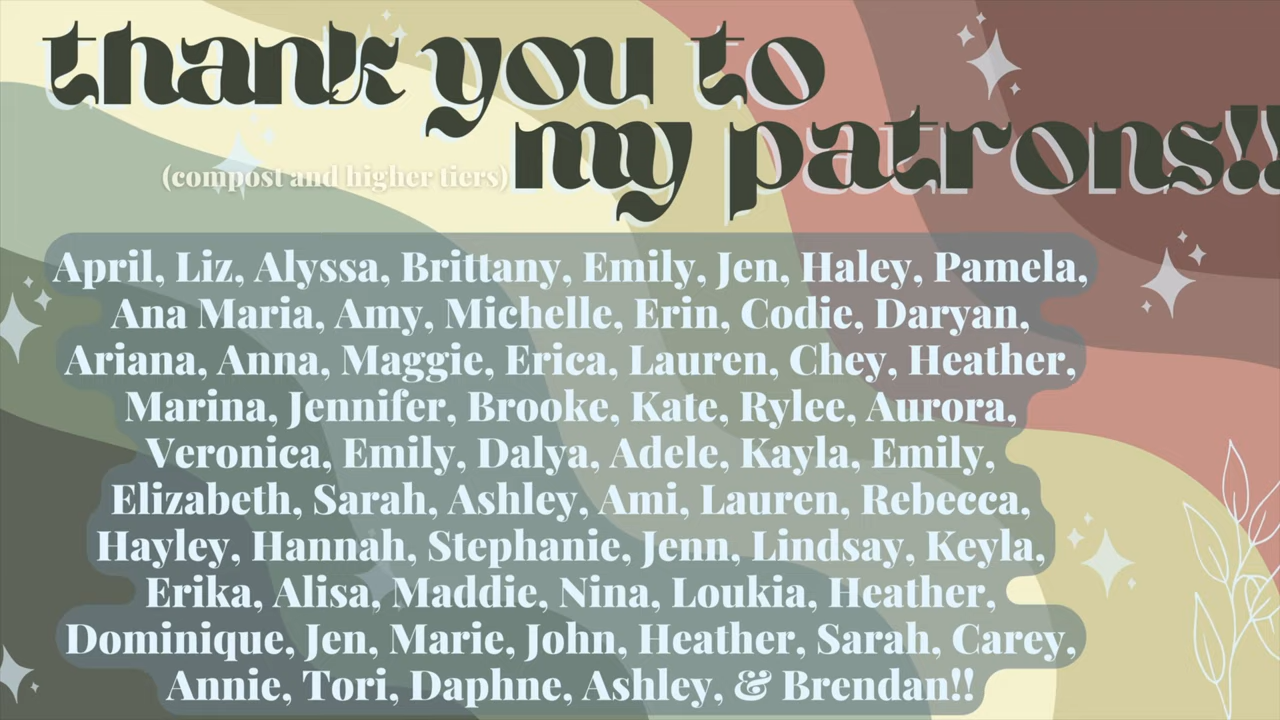 thank you to
my patrons!!
(compost and higher tiers)
April, Liz, Alyssa, Brittany, Emily, Jen, Haley, Pamela,
Ana Maria, Amy, Michelle, Erin, Codie, Daryan,
Ariana, Anna, Maggie, Erica, Lauren, Chey, Heather,
Marina, Jennifer, Brooke, Kate, Rylee, Aurora,
Veronica, Emily, Dalya, Adele, Kayla, Emily,
Elizabeth, Sarah, Ashley, Ami, Lauren, Rebecca,
Hayley, Hannah, Stephanie, Jenn, Lindsay, Keyla,
Erika, Alisa, Maddie, Nina, Loukia, Heather,
Dominique, Jen, Marie, John, Heather, Sarah, Carey,
Annie, Tori, Daphne, Ashley, & Brendan!!